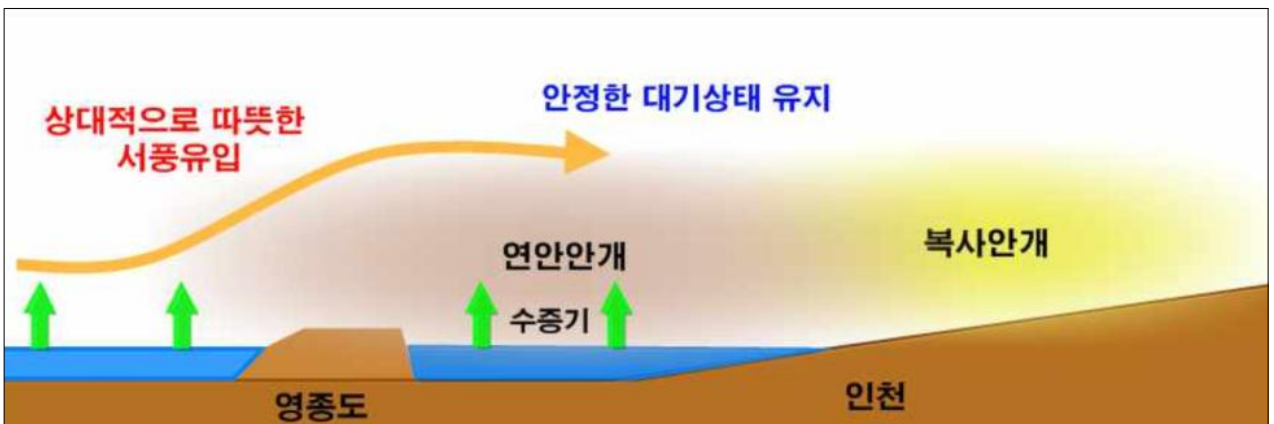 상대적으로 따뜻한
서풍유입
안정한 대기상태 유지
연안안개
복사안개
수증기
영종도
인천